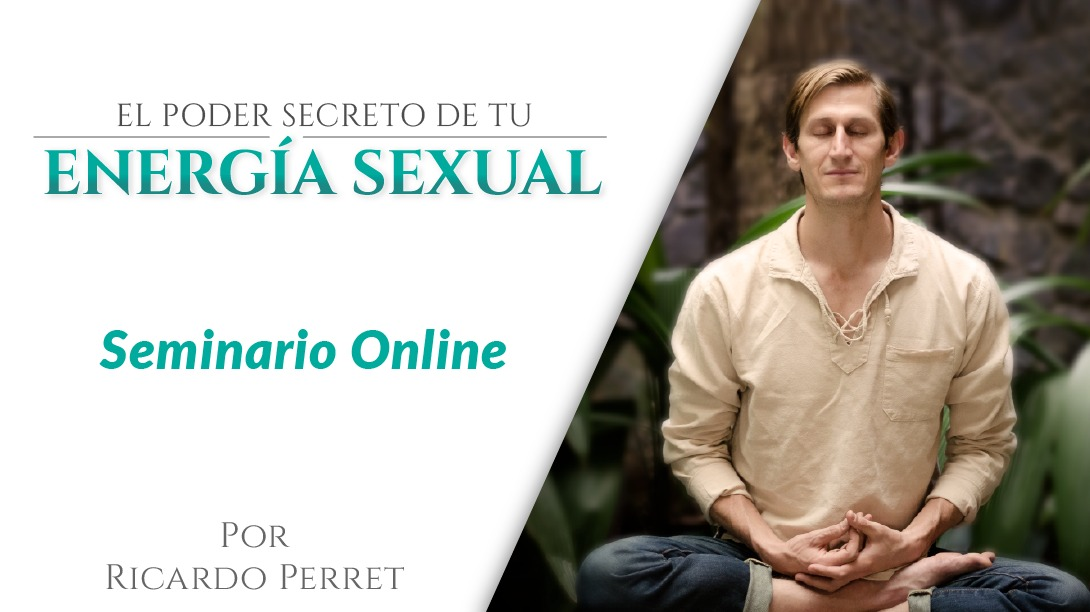 EL PODER SECRETO DE TU
ENERGÍA SEXUAL
Seminario Online
Por
Ricardo Perret